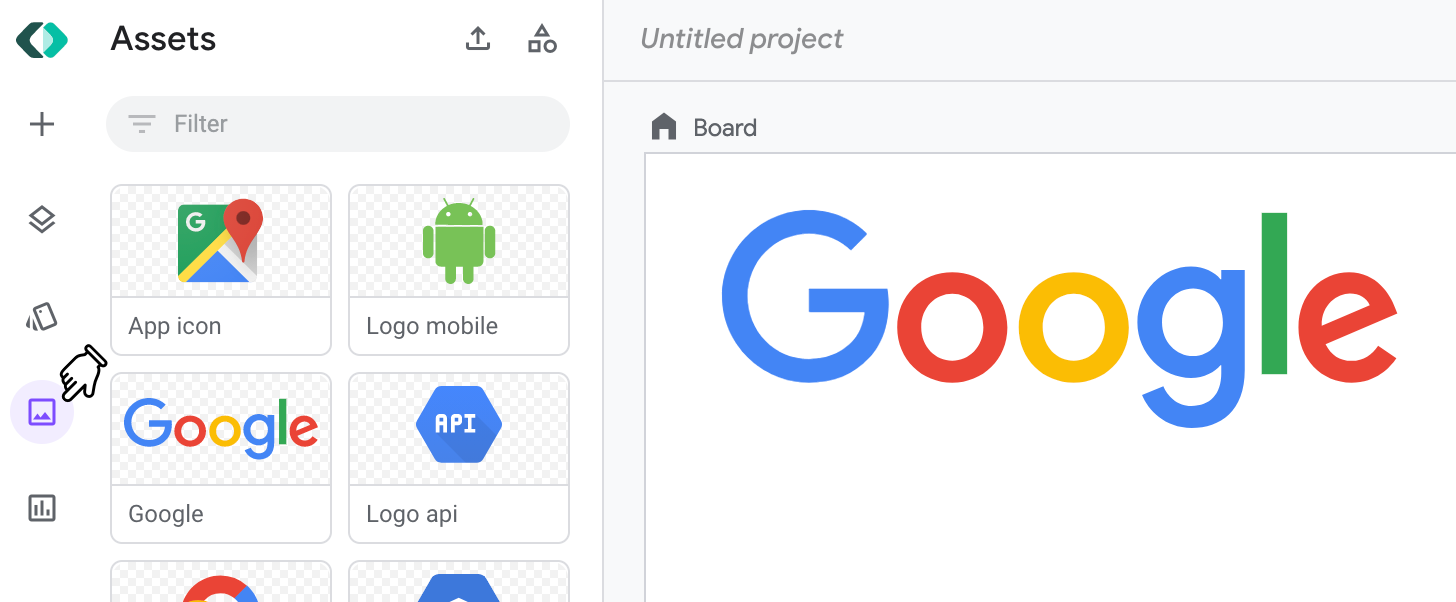 Assets
Untitled project
Filter
Board
G
App icon
Logo mobile
Google
Google
API
Google
Logo api